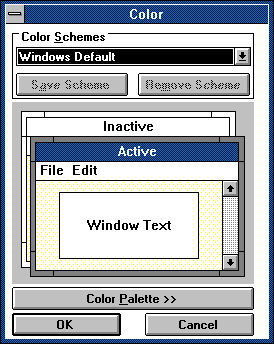 Color
Color Schemes
Windows Default
Save Scheme
Remove Scheme
Inactive
Active
File Edit
Window Text
Color Palette >>
OK
Cancel